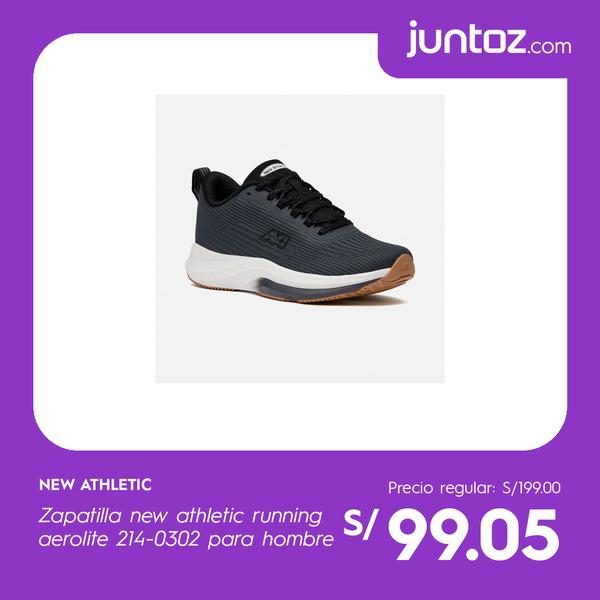 juntoz.com
NEW ATHLETIC
Zapatilla new athletic running
aerolite 214-0302 para hombre
Precio regular: S/199.00
S/ 99.05